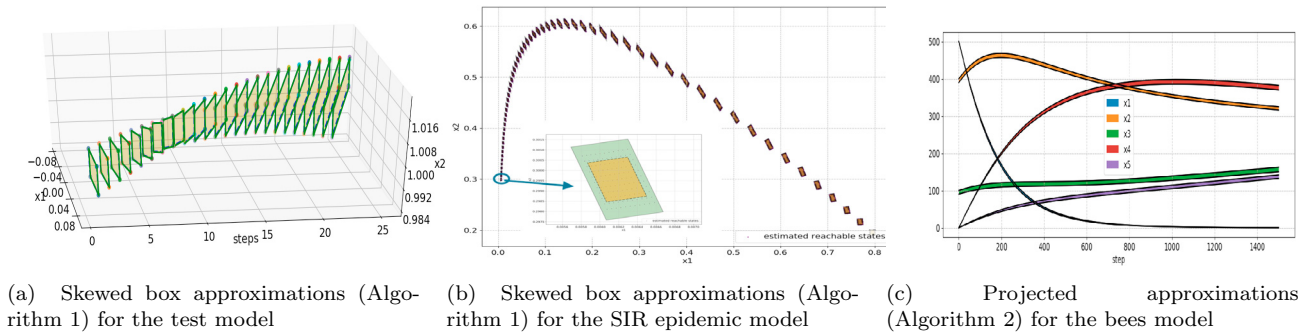 1.016
1.008
1.000
0.992
0.984
x2
−0.08
−0.04
0.00
0.04
0.08
x1
0 5 10 15 20 25
steps
0.6
0.5
0.4
0.3
0.2
x2
0.0 0.1 0.2 0.3 0.4 0.5 0.6 0.7 0.8
x1
estimated reachable states
estimated reachable states
500
400
300
200
100
0
x1
x2
x3
x4
x5
0 200 400 600 800 1000 1200 1400
step
(a) Skewed box approximations (Algo-
rithm 1) for the test model
(b) Skewed box approximations (Algo-
rithm 1) for the SIR epidemic model
(c) Projected approximations
(Algorithm 2) for the bees model